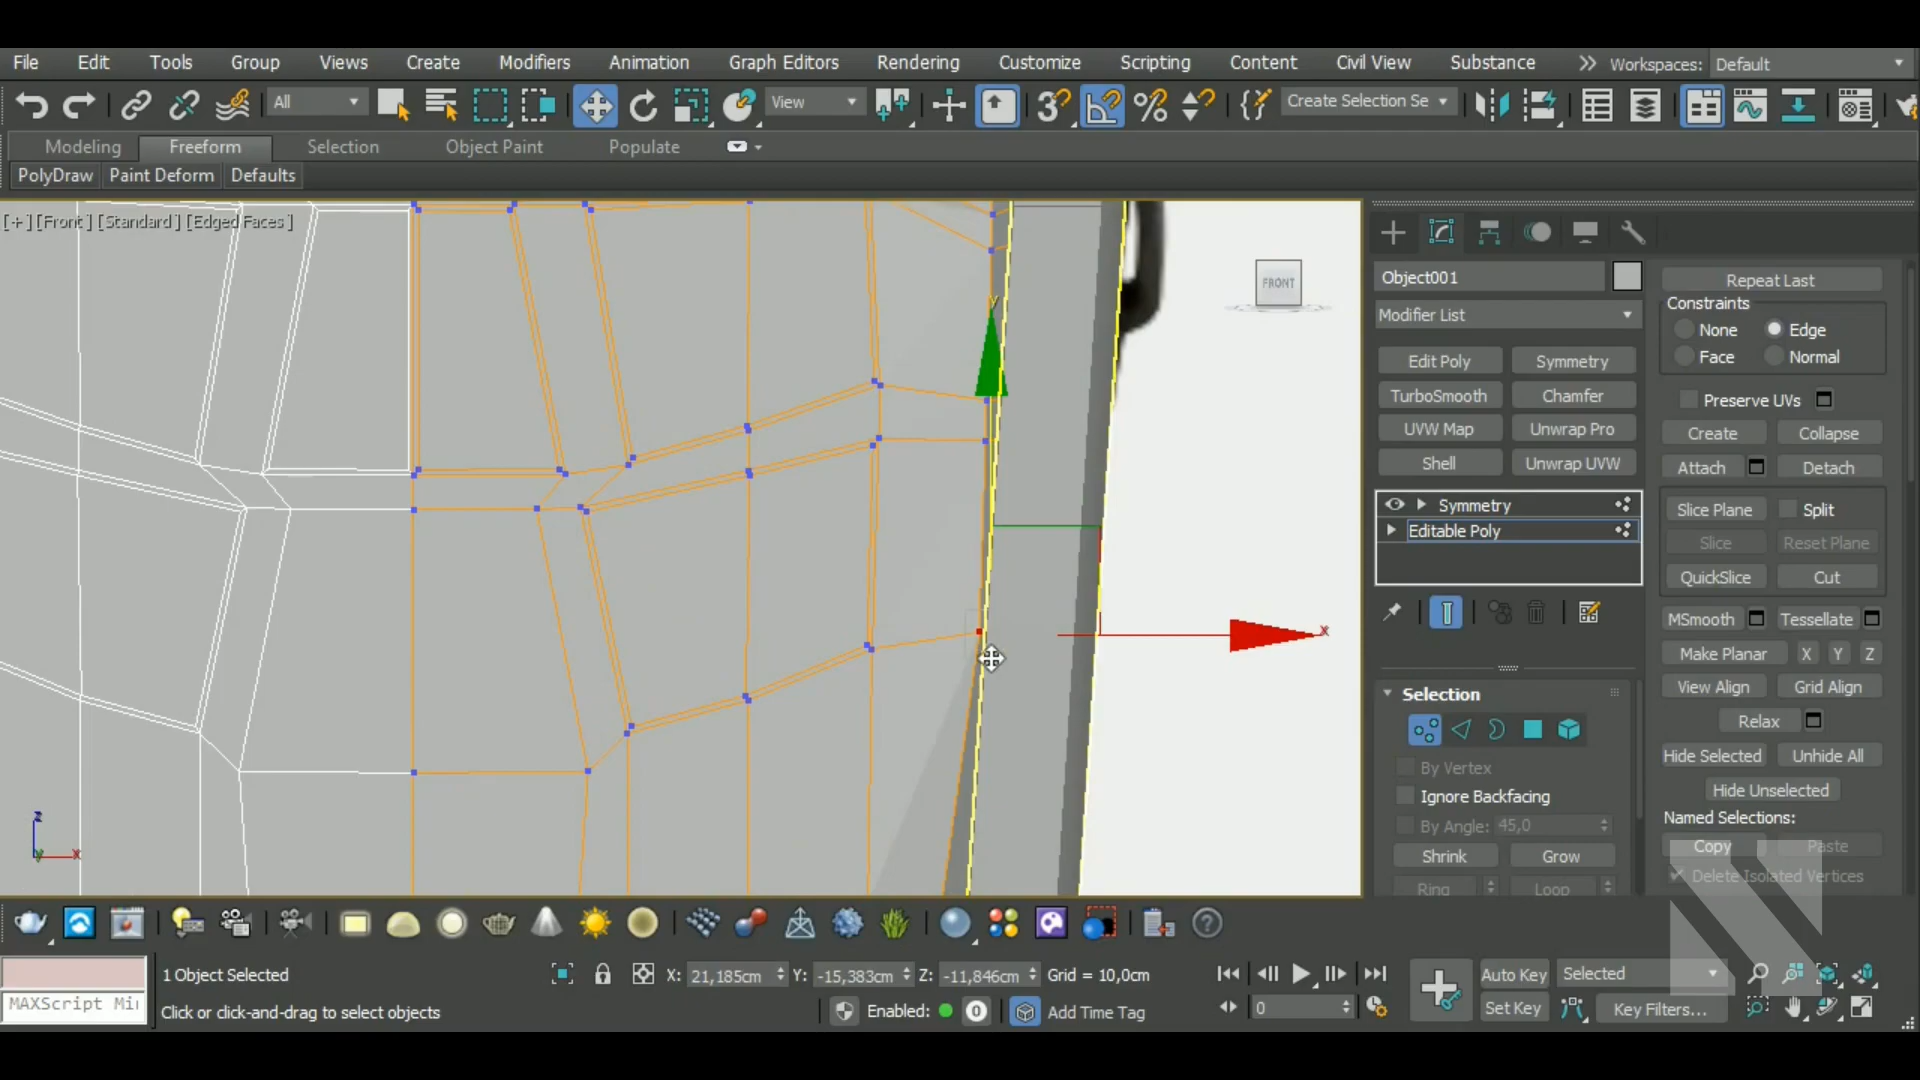 File Edit Tools Group Views Create Modifiers Animation Graph Editors Rendering Customize Scripting Content Civil View Substance Workspaces: Default
All View 3 Create Selection Se
Modeling Freeform Selection Object Paint Populate
PolyDraw Paint Deform Defaults
[+] [Front] [Standard] [Edged Faces]
FRONT
y
x
z
y x
Object001
Modifier List
Edit Poly Symmetry
TurboSmooth Chamfer
UVW Map Unwrap Pro
Shell Unwrap UVW
Symmetry
Editable Poly
Selection
By Vertex
Ignore Backfacing
By Angle: 45,0
Shrink Grow
Ring Loop
Repeat Last
Constraints
None Edge
Face Normal
Preserve UVs
Create Collapse
Attach Detach
Slice Plane Split
Slice Reset Plane
QuickSlice Cut
MSmooth Tessellate
Make Planar X Y Z
View Align Grid Align
Relax
Hide Selected Unhide All
Hide Unselected
Named Selections:
Copy Paste
Delete Isolated Vertices
1 Object Selected X: 21,185cm Y: -15,383cm Z: -11,846cm Grid = 10,0cm Auto Key Selected
MAXScript Mi Click or click-and-drag to select objects Enabled: 0 Add Time Tag 0 Set Key Key Filters...